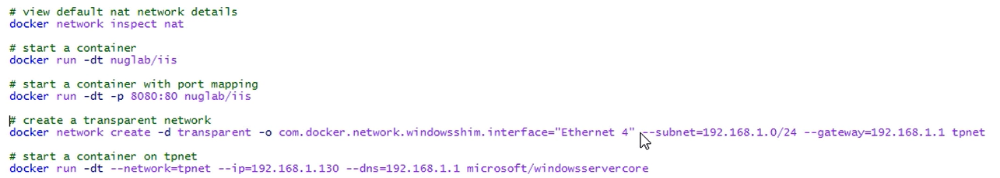 # view default nat network details
docker network inspect nat
# start a container
docker run -dt nuglab/iis
# start a container with port mapping
docker run -dt -p 8080:80 nuglab/iis
# create a transparent network
docker network create -d transparent -o com.docker.network.windowsshim.interface="Ethernet 4" --subnet=192.168.1.0/24 --gateway=192.168.1.1 tpnet
# start a container on tpnet
docker run -dt --network=tpnet --ip=192.168.1.130 --dns=192.168.1.1 microsoft/windowsservercore